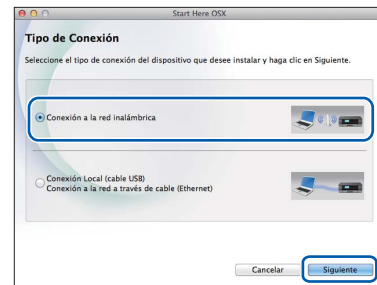 Start Here OSX
Tipo de Conexión
Seleccione el tipo de conexión del dispositivo que desee instalar y haga clic en Siguiente.
Conexión a la red inalámbrica
Conexión Local (cable USB)
Conexión a la red a través de cable (Ethernet)
Cancelar
Siguiente